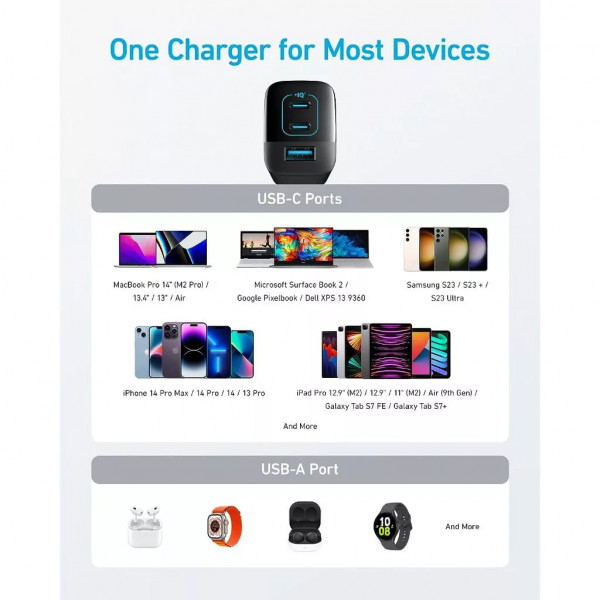 One Charger for Most Devices
IQ
USB-C Ports
MacBook Pro 14" (M2 Pro) /
13.4" / 13" / Air
Microsoft Surface Book 2 /
Google Pixelbook / Dell XPS 13 9360
Samsung S23 / S23 + /
S23 Ultra
iPhone 14 Pro Max / 14 Pro / 14 / 13 Pro
iPad Pro 12.9" (M2) / 12.9" / 11" (M2) / Air (9th Gen) /
Galaxy Tab S7 FE / Galaxy Tab S7+
And More
USB-A Port
10
08
And More